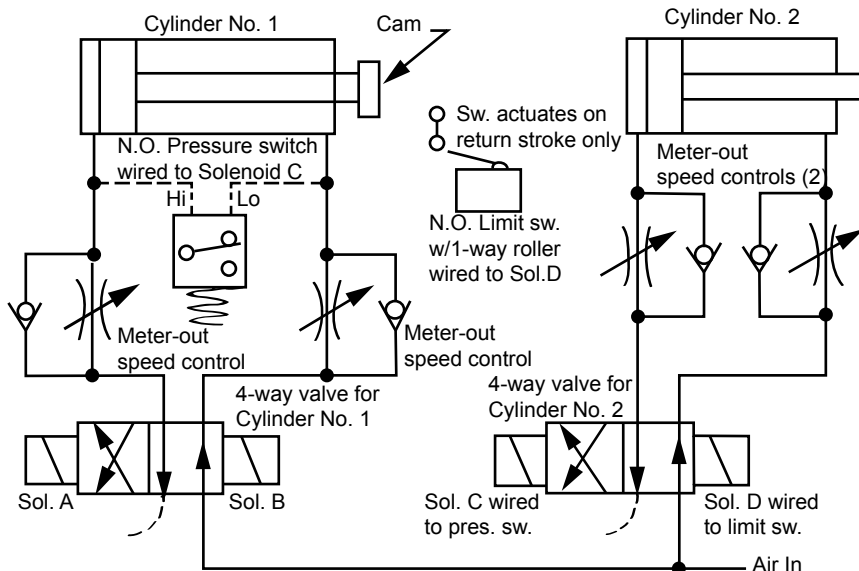 Cylinder No. 1
Cam
Cylinder No. 2
N.O. Pressure switch
wired to Solenoid C
Hi
Lo
Sw. actuates on
return stroke only
N.O. Limit sw.
w/1-way roller
wired to Sol.D
Meter-out
speed controls (2)
Meter-out
speed control
Meter-out
speed control
4-way valve for
Cylinder No. 1
4-way valve for
Cylinder No. 2
Sol. A
Sol. B
Sol. C wired
to pres. sw.
Sol. D wired
to limit sw.
Air In